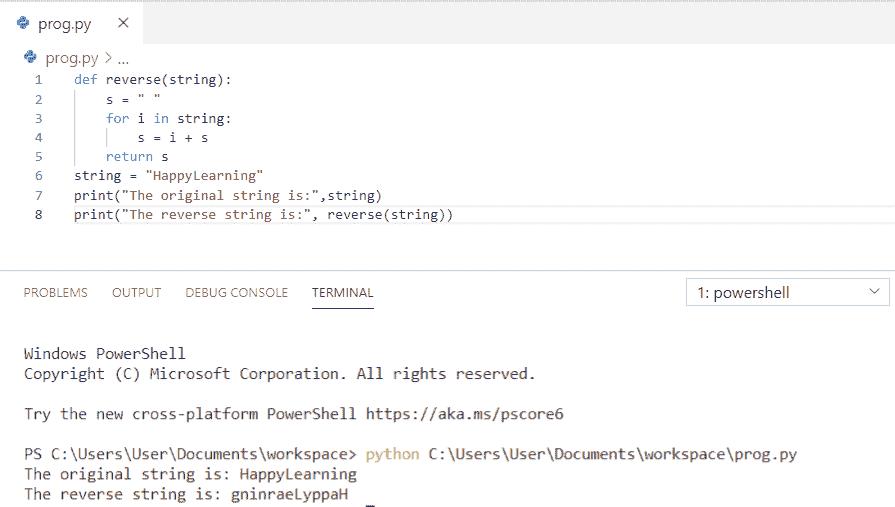 prog.py ×
prog.py > ...
1 def reverse(string):
2     s = " "
3     for i in string:
4         s = i + s
5     return s
6 string = "HappyLearning"
7 print("The original string is:",string)
8 print("The reverse string is:", reverse(string))
PROBLEMS OUTPUT DEBUG CONSOLE TERMINAL 1: powershell
Windows PowerShell
Copyright (C) Microsoft Corporation. All rights reserved.
Try the new cross-platform PowerShell https://aka.ms/pscore6
PS C:\Users\User\Documents\workspace> python C:\Users\User\Documents\workspace\prog.py
The original string is: HappyLearning
The reverse string is: gninraeLyppaH